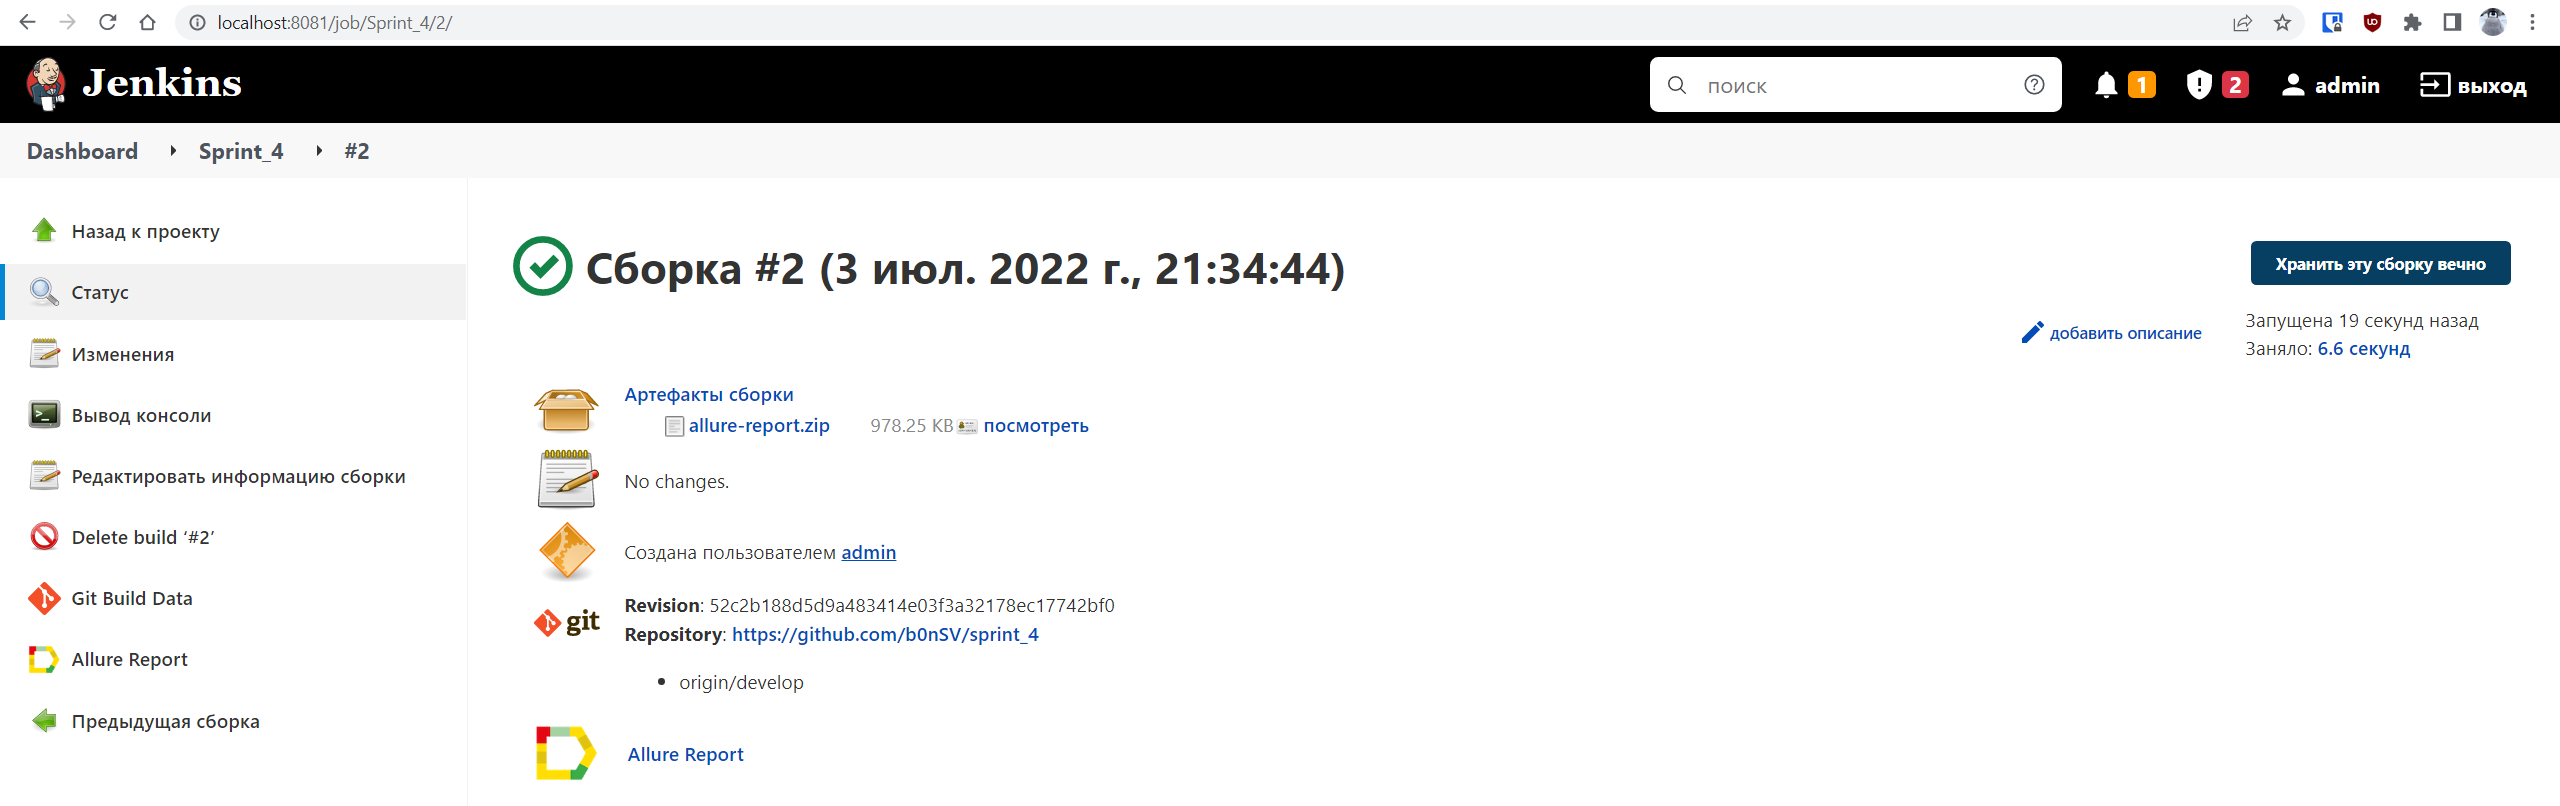 localhost:8081/job/Sprint_4/2/
Jenkins
поиск
1
2
admin
выход
Dashboard
Sprint_4
#2
Назад к проекту
Статус
Изменения
Вывод консоли
Редактировать информацию сборки
Delete build ‘#2’
Git Build Data
Allure Report
Предыдущая сборка
Сборка #2 (3 июл. 2022 г., 21:34:44)
Хранить эту сборку вечно
добавить описание
Запущена 19 секунд назад
Заняло: 6.6 секунд
Артефакты сборки
allure-report.zip 978.25 KB посмотреть
No changes.
Создана пользователем admin
git
Revision: 52c2b188d5d9a483414e03f3a32178ec17742bf0
Repository: https://github.com/b0nSV/sprint_4
origin/develop
Allure Report